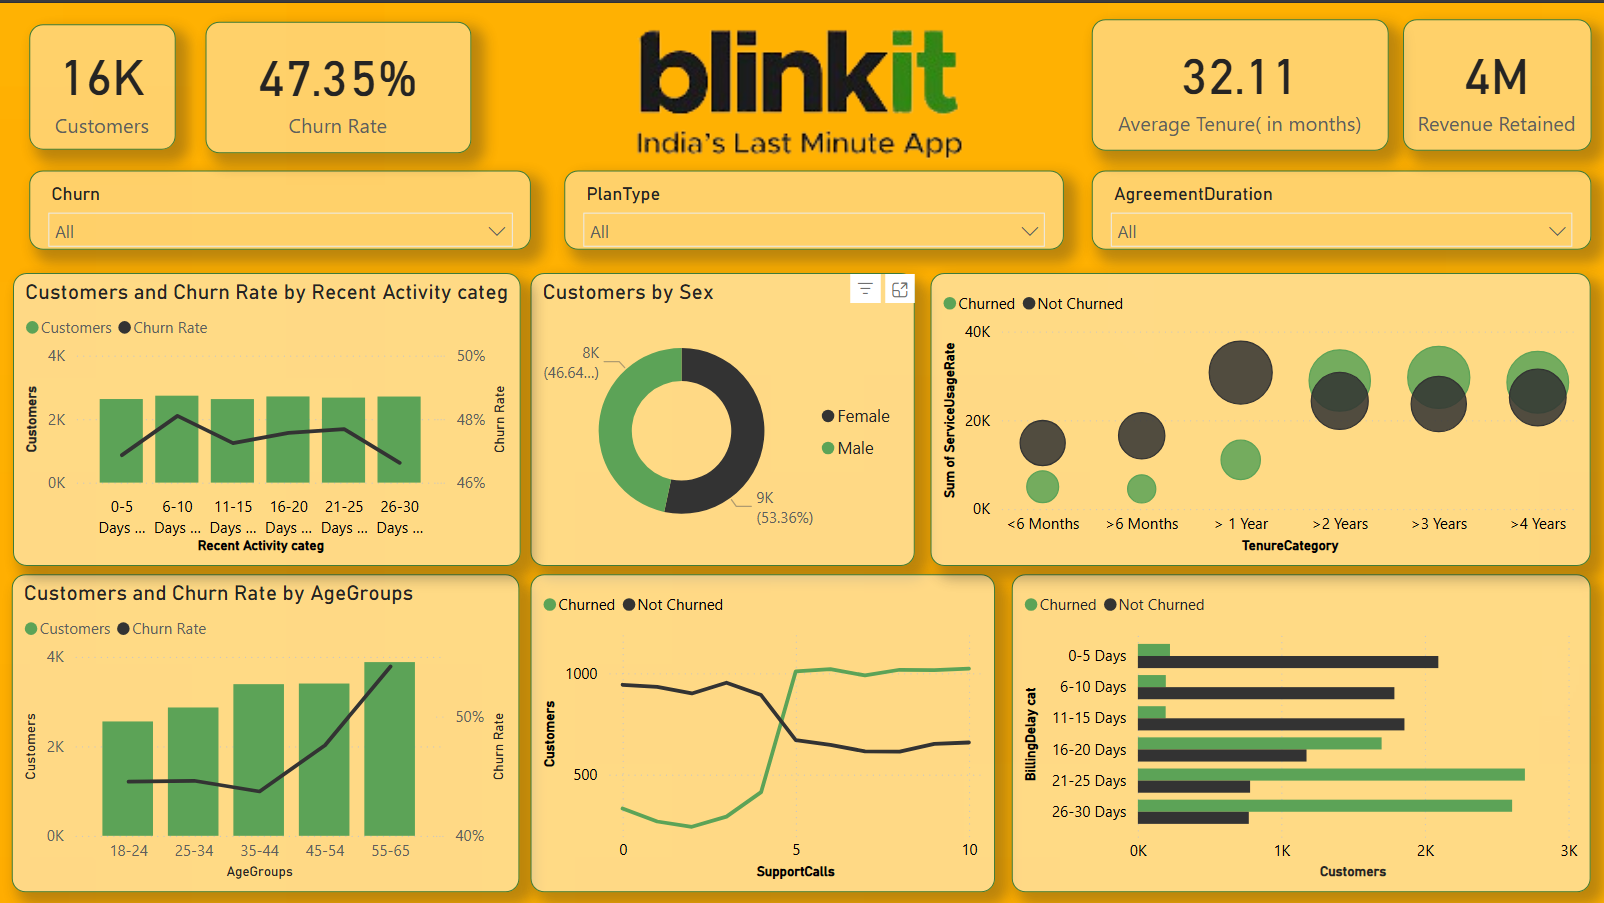 16K
Customers
47.35%
Churn Rate
blinkit
India's Last Minute App
32.11
Average Tenure( in months)
4M
Revenue Retained
Churn
All
PlanType
All
AgreementDuration
All
Customers and Churn Rate by Recent Activity categ
Customers Churn Rate
4K
2K
0K
Customers
50%
48%
46%
Churn Rate
0-5 6-10 11-15 16-20 21-25 26-30
Days ... Days ... Days ... Days ... Days ... Days ...
Recent Activity categ
Customers by Sex
8K
(46.64...)
9K
(53.36%)
Female
Male
Churned Not Churned
40K
20K
0K
Sum of ServiceUsageRate
<6 Months >6 Months > 1 Year >2 Years >3 Years >4 Years
TenureCategory
Customers and Churn Rate by AgeGroups
Customers Churn Rate
4K
2K
0K
Customers
50%
40%
Churn Rate
18-24 25-34 35-44 45-54 55-65
AgeGroups
Churned Not Churned
1000
500
Customers
0 5 10
SupportCalls
Churned Not Churned
BillingDelay cat
0-5 Days
6-10 Days
11-15 Days
16-20 Days
21-25 Days
26-30 Days
0K 1K 2K 3K
Customers